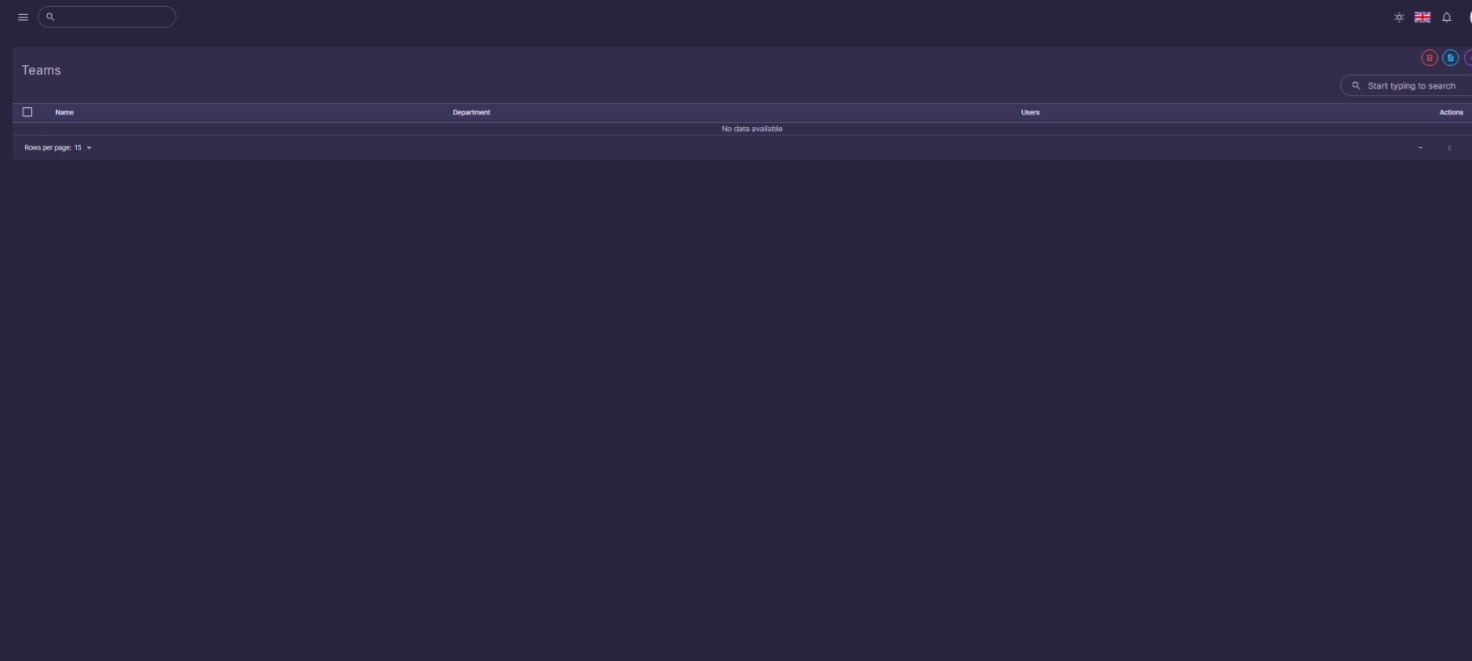 Teams
Start typing to search
Name Department Users Actions
No data available
Rows per page: 15 –